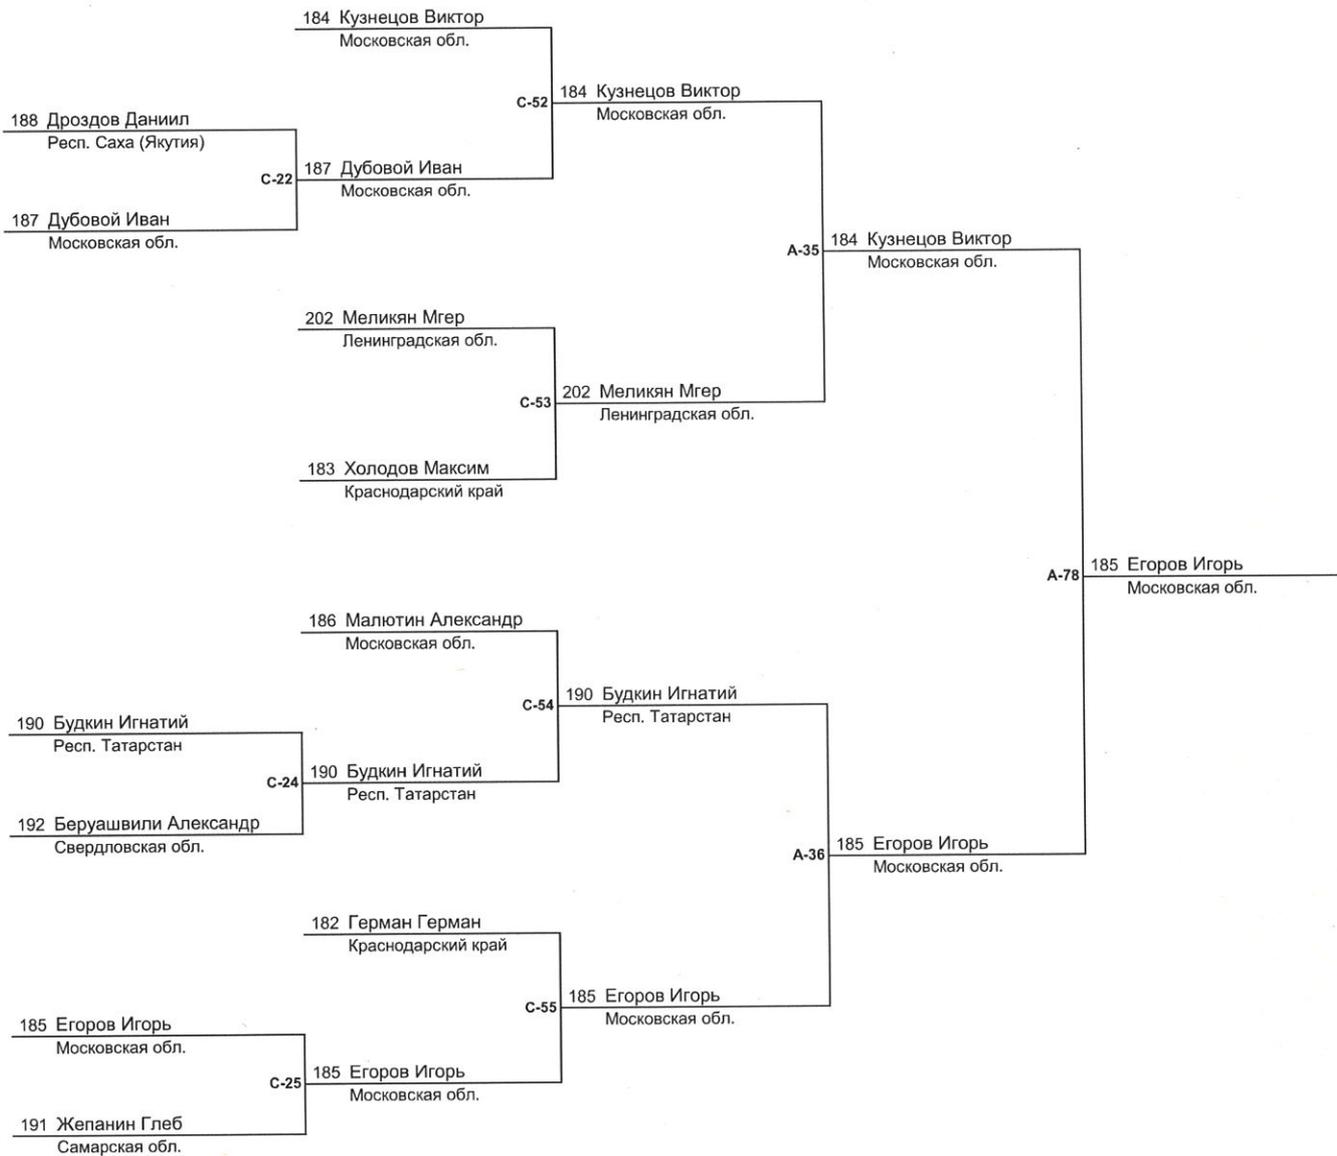 184 Кузнецов Виктор
Московская обл.
C-52
184 Кузнецов Виктор
Московская обл.
188 Дроздов Даниил
Респ. Саха (Якутия)
C-22
187 Дубовой Иван
Московская обл.
187 Дубовой Иван
Московская обл.
A-35
184 Кузнецов Виктор
Московская обл.
202 Меликян Мгер
Ленинградская обл.
C-53
202 Меликян Мгер
Ленинградская обл.
183 Холодов Максим
Краснодарский край
A-78
185 Егоров Игорь
Московская обл.
186 Малютин Александр
Московская обл.
C-54
190 Будкин Игнатий
Респ. Татарстан
190 Будкин Игнатий
Респ. Татарстан
C-24
190 Будкин Игнатий
Респ. Татарстан
192 Беруашвили Александр
Свердловская обл.
A-36
185 Егоров Игорь
Московская обл.
182 Герман Герман
Краснодарский край
C-55
185 Егоров Игорь
Московская обл.
185 Егоров Игорь
Московская обл.
C-25
185 Егоров Игорь
Московская обл.
191 Жепанин Глеб
Самарская обл.